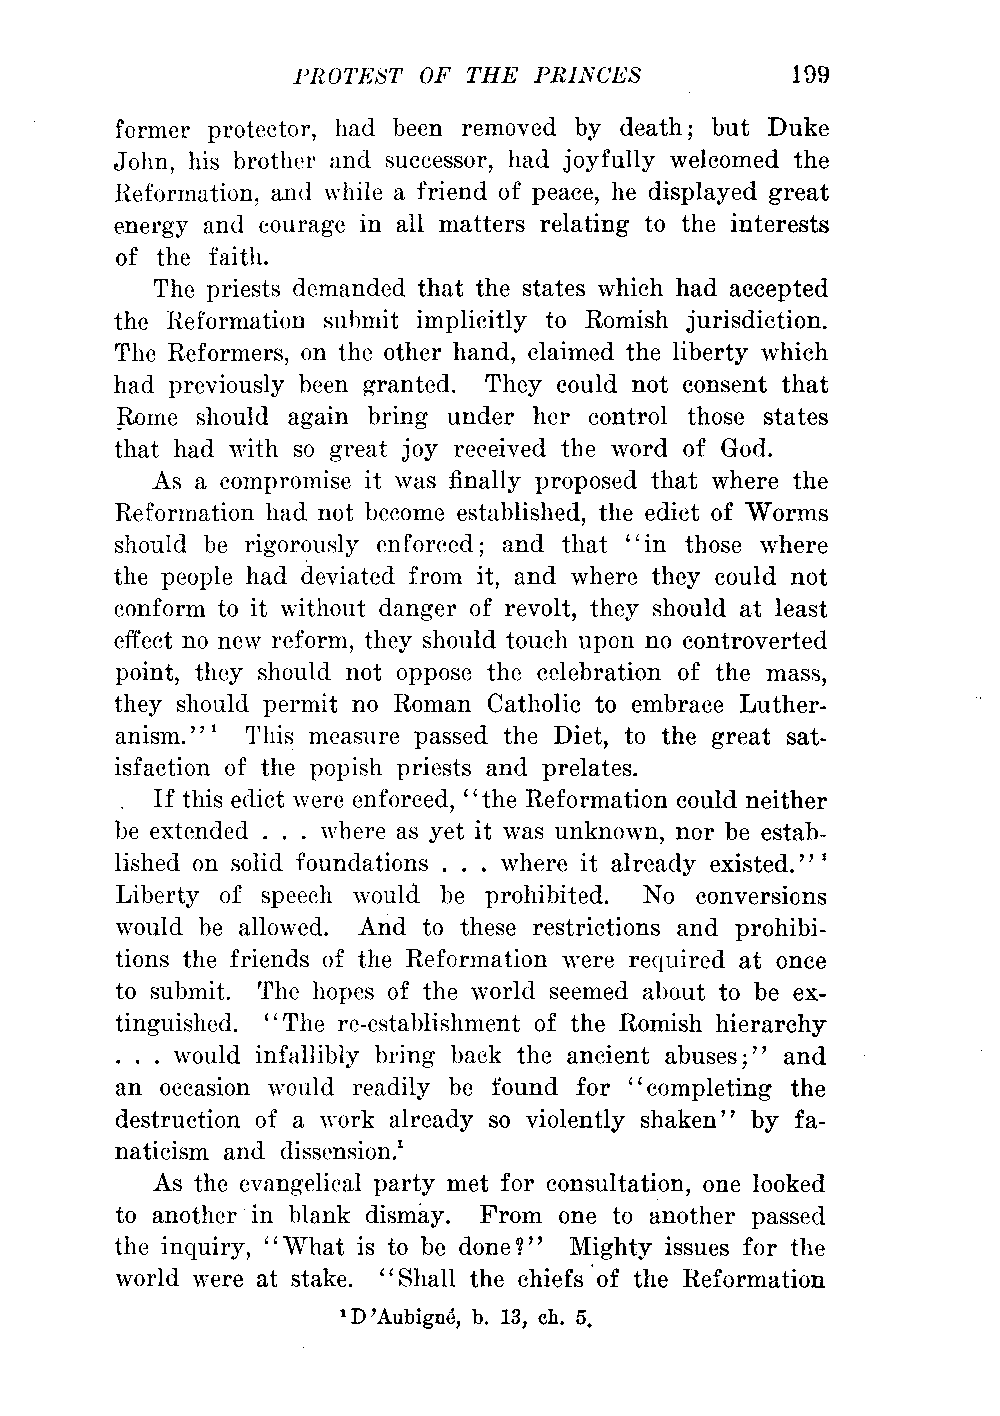 PROTEST OF THE PRINCES 199
former protector, had been removed by death; but Duke
John, his brother and successor, had joyfully welcomed the
Reformation, and while a friend of peace, he displayed great
energy and courage in all matters relating to the interests
of the faith.
The priests demanded that the states which had accepted
the Reformation submit implicitly to Romish jurisdiction.
The Reformers, on the other hand, claimed the liberty which
had previously been granted. They could not consent that
Rome should again bring under her control those states
that had with so great joy received the word of God.
As a compromise it was finally proposed that where the
Reformation had not become established, the edict of Worms
should be rigorously enforced; and that "in those where
the people had deviated from it, and where they could not
conform to it without danger of revolt, they should at least
effect no new reform, they should touch upon no controverted
point, they should not oppose the celebration of the mass,
they should permit no Roman Catholic to embrace Luther-
anism."¹ This measure passed the Diet, to the great sat-
isfaction of the popish priests and prelates.
If this edict were enforced, "the Reformation could neither
be extended . . . where as yet it was unknown, nor be estab-
lished on solid foundations . . . where it already existed."¹
Liberty of speech would be prohibited. No conversions
would be allowed. And to these restrictions and prohibi-
tions the friends of the Reformation were required at once
to submit. The hopes of the world seemed about to be ex-
tinguished. "The re-establishment of the Romish hierarchy
. . . would infallibly bring back the ancient abuses;" and
an occasion would readily be found for "completing the
destruction of a work already so violently shaken" by fa-
naticism and dissension.¹
As the evangelical party met for consultation, one looked
to another in blank dismay. From one to another passed
the inquiry, "What is to be done?" Mighty issues for the
world were at stake. "Shall the chiefs of the Reformation
¹D'Aubigné, b. 13, ch. 5.